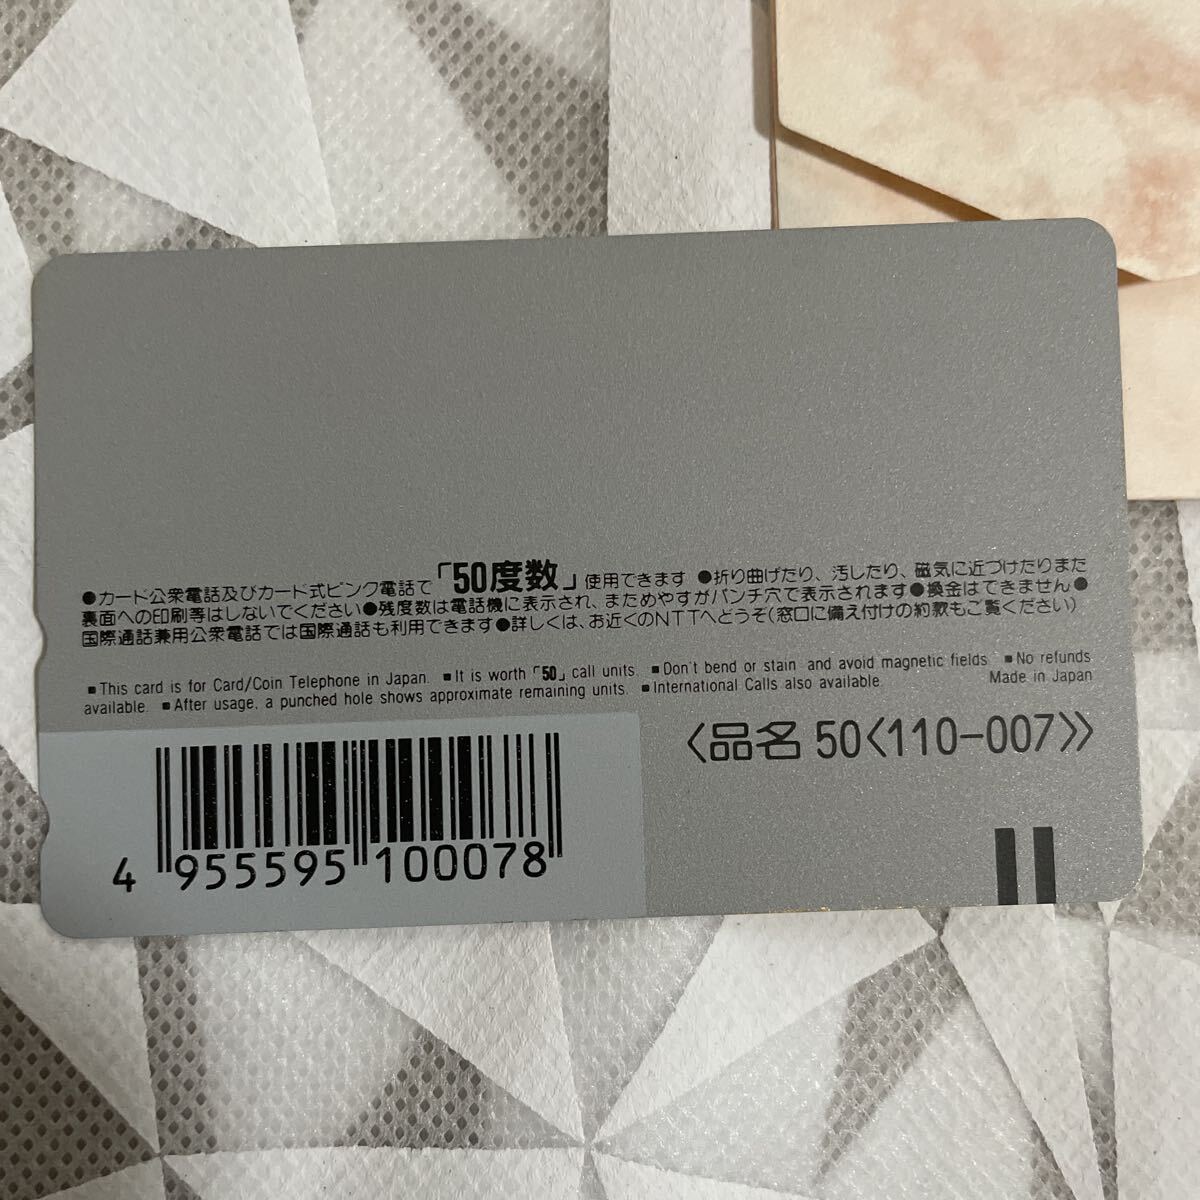 ●カード公衆電話及びカード式ピンク電話で「50度数」使用できます ●折り曲げたり、汚したり、磁気に近づけたりまた
裏面への印刷等はしないでください●残度数は電話機に表示され、まためやすがパンチ穴で表示されます●換金はできません●
国際通話兼用公衆電話では国際通話も利用できます●詳しくは、お近くのNTTへどうぞ(窓口に備え付けの約款もご覧ください)
■This card is for Card/Coin Telephone in Japan. ■It is worth「50」call units. ■Don't bend or stain and avoid magnetic fields. ■No refunds
available. ■After usage, a punched hole shows approximate remaining units. ■International Calls also available. Made in Japan
〈品名 50〈110-007〉〉
4 955595 100078